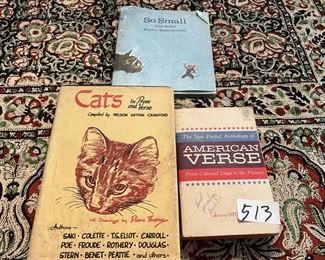 So Small
Cats
in Prose
and Verse
Compiled by NELSON ANTRIM CRAWFORD
Drawings by
Authors -
SAKI - COLETTE - T.S. ELIOT - CARROLL
POE - FROUDE - ROTHERY - DOUGLAS
STERN - BENET - PEATTIE - and others -
The New Pocket Anthology of
AMERICAN
VERSE
From Colonial Days to the Present
513